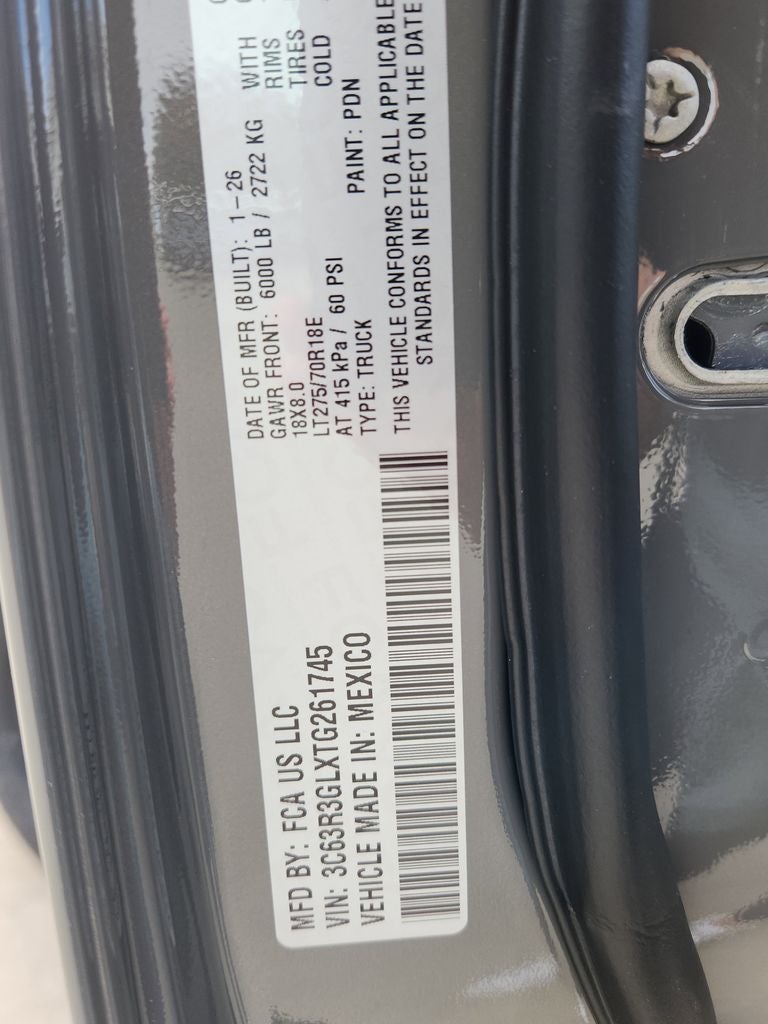 MFD BY: FCA US LLC
VIN: 3C63R3GLXTG261745
VEHICLE MADE IN: MEXICO
DATE OF MFR (BUILT): 1-26
GAWR FRONT: 6000 LB / 2722 KG WITH
18X8.0 RIMS
LT275/70R18E TIRES
AT 415 kPa / 60 PSI COLD
TYPE: TRUCK PAINT: PDN
THIS VEHICLE CONFORMS TO ALL APPLICABLE
STANDARDS IN EFFECT ON THE DATE